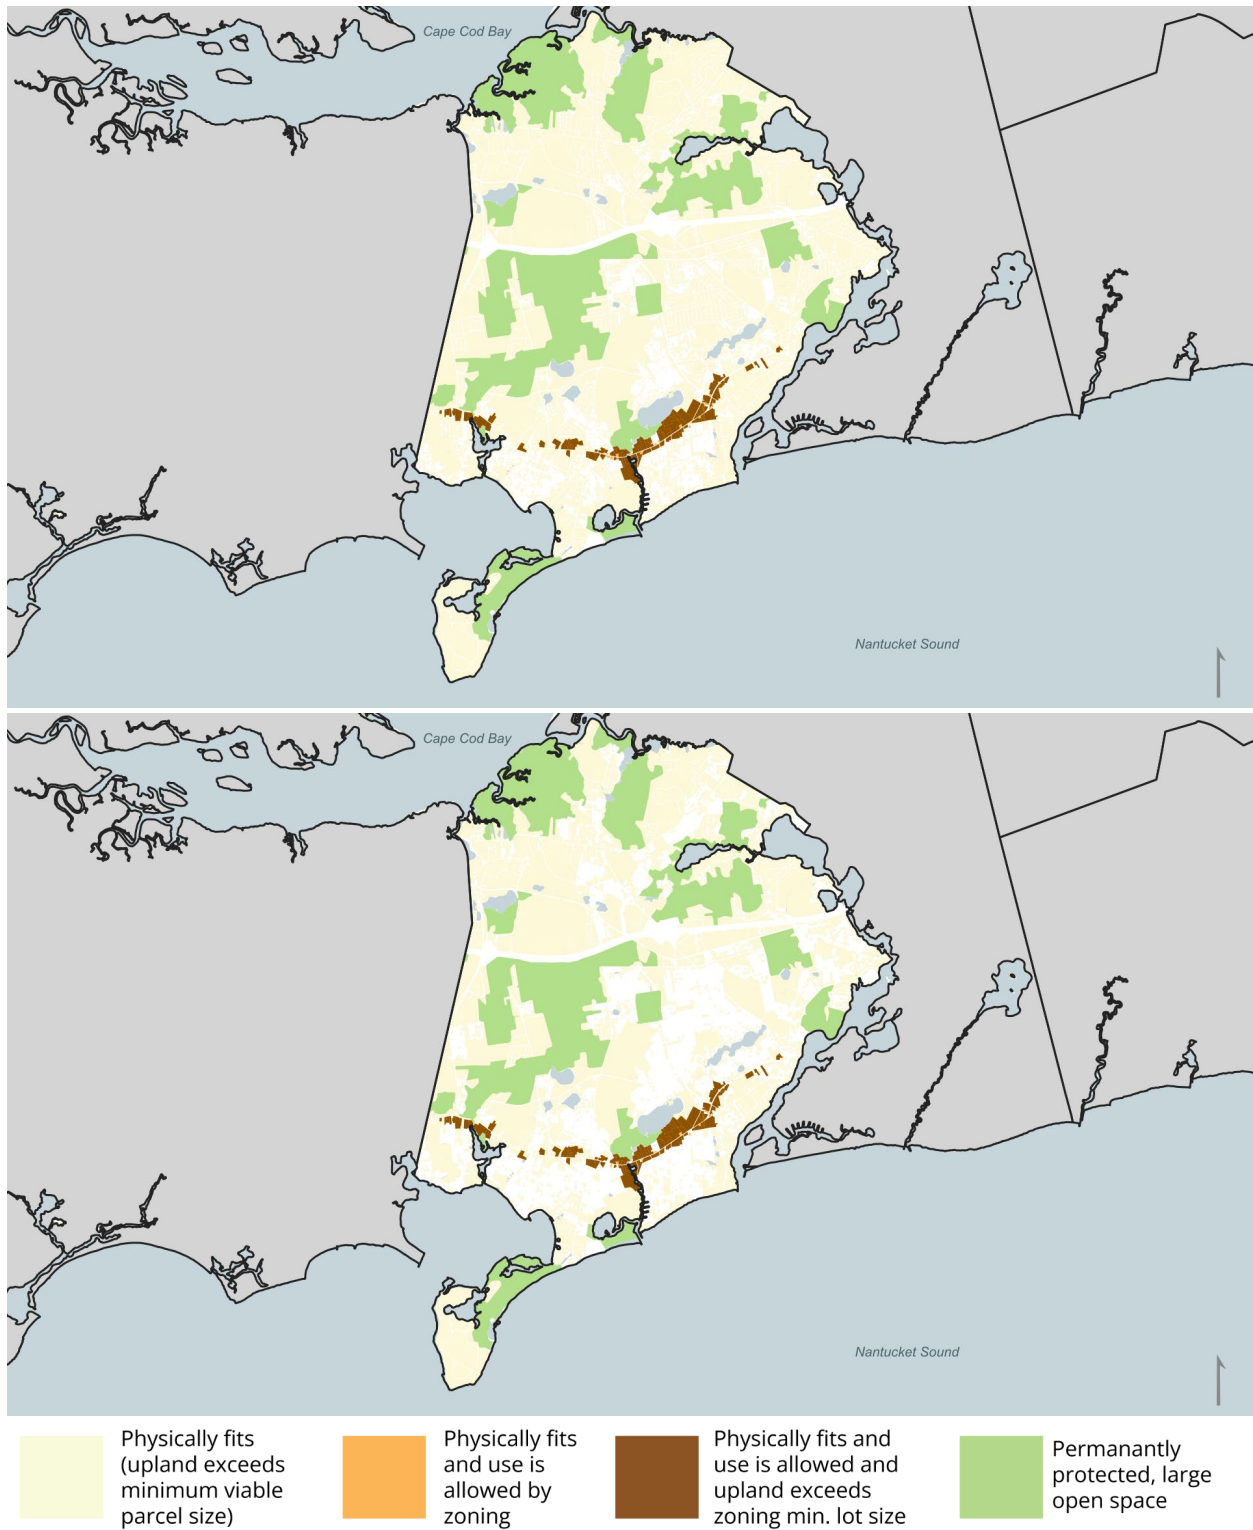 Cape Cod Bay
Nantucket Sound
Cape Cod Bay
Nantucket Sound
Physically fits
(upland exceeds
minimum viable
parcel size)
Physically fits
and use is
allowed by
zoning
Physically fits and
use is allowed and
upland exceeds
zoning min. lot size
Permanantly
protected, large
open space